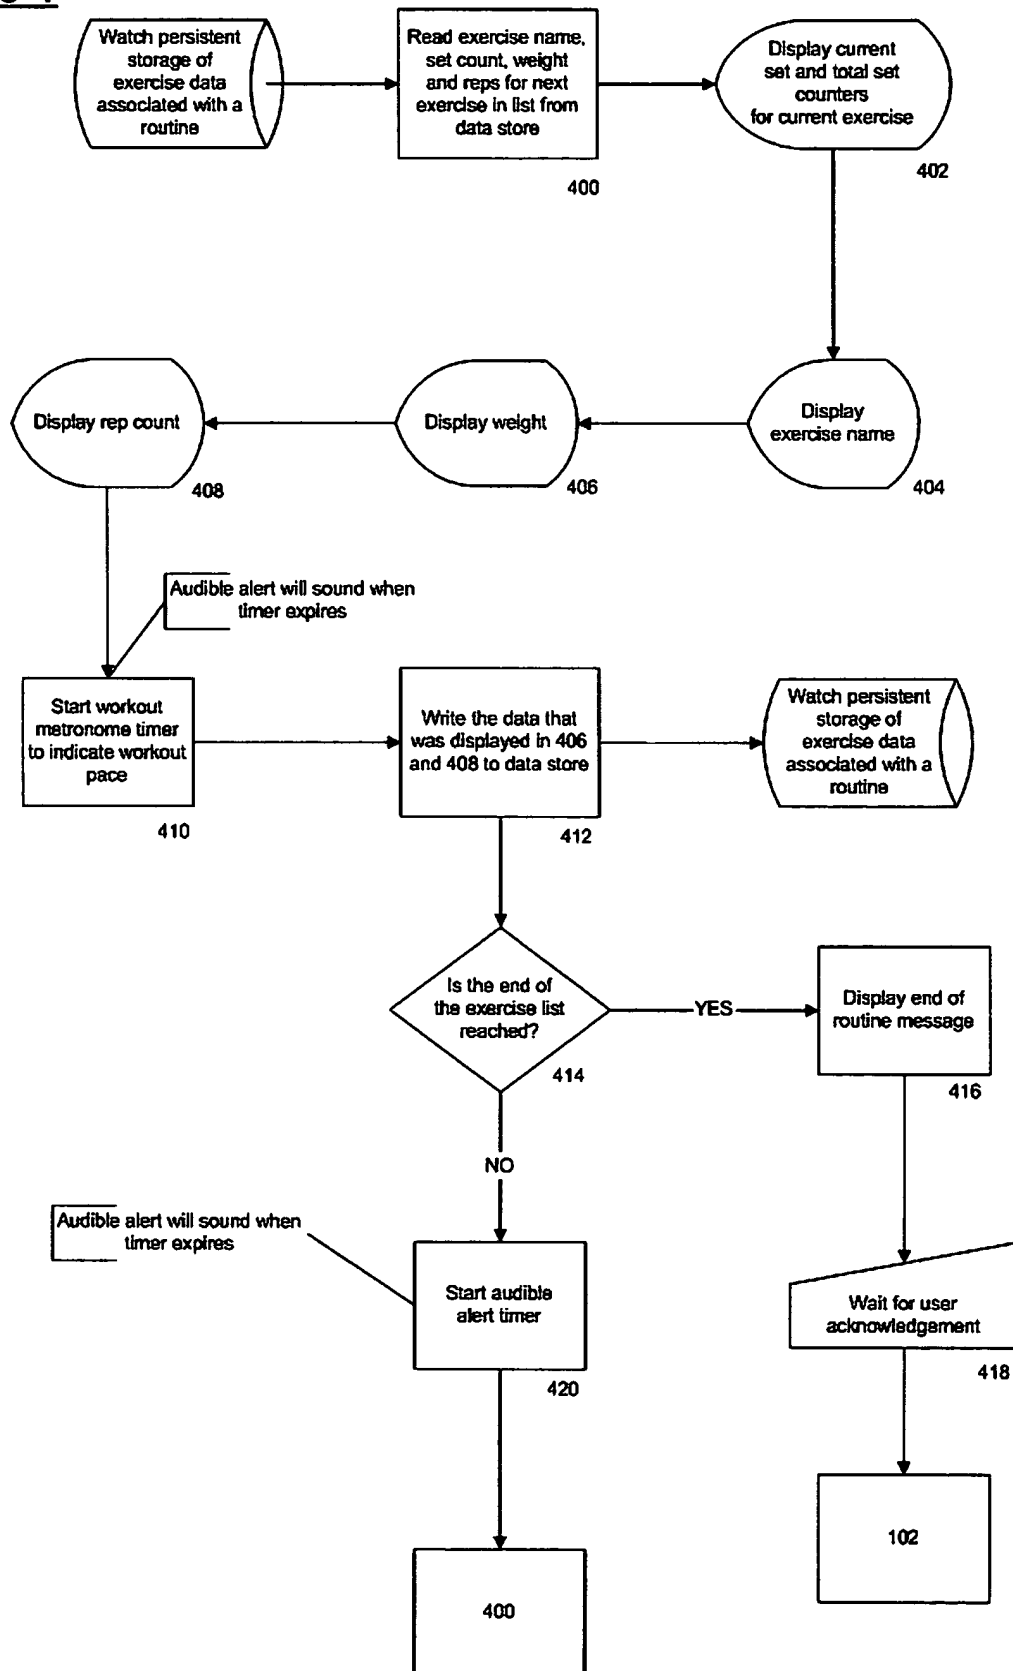 Watch persistent
storage of
exercise data
associated with a
routine
Read exercise name,
set count, weight
and reps for next
exercise in list from
data store
400
Display current
set and total set
counters
for current exercise
402
Display
exercise name
404
Display weight
406
Display rep count
408
Audible alert will sound when
timer expires
Start workout
metronome timer
to indicate workout
pace
410
Write the data that
was displayed in 406
and 408 to data store
412
Watch persistent
storage of
exercise data
associated with a
routine
Is the end of
the exercise list
reached?
414
YES
Display end of
routine message
416
NO
Audible alert will sound when
timer expires
Start audible
alert timer
420
Wait for user
acknowledgement
418
102
400